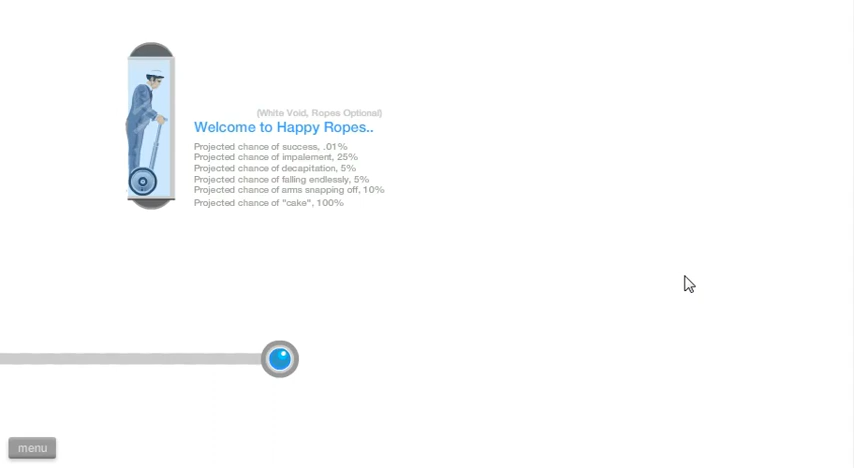 (White Void, Ropes Optional)
Welcome to Happy Ropes..
Projected chance of success, .01%
Projected chance of impalement, 25%
Projected chance of decapitation, 5%
Projected chance of falling endlessly, 5%
Projected chance of arms snapping off, 10%
Projected chance of "cake", 100%
menu